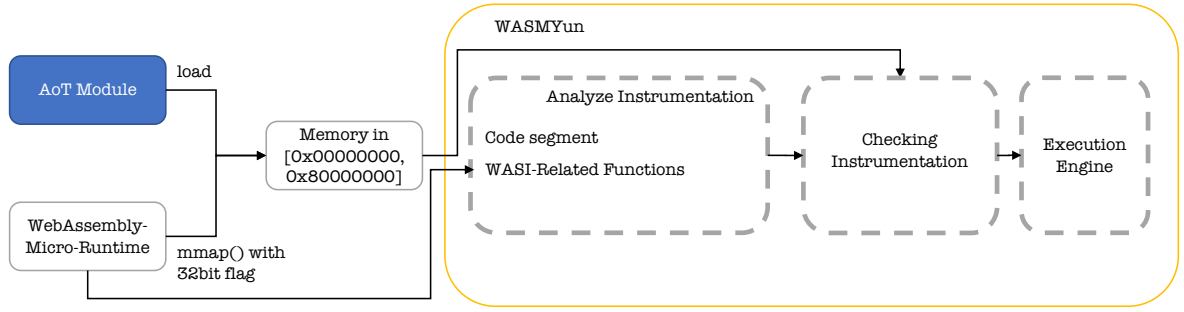 WASMYun
load
AoT Module
Analyze Instrumentation
Memory in
[0x00000000,
0x80000000]
Code segment
WASI-Related Functions
Checking
Instrumentation
Execution
Engine
WebAssembly-
Micro-Runtime
mmap() with
32bit flag